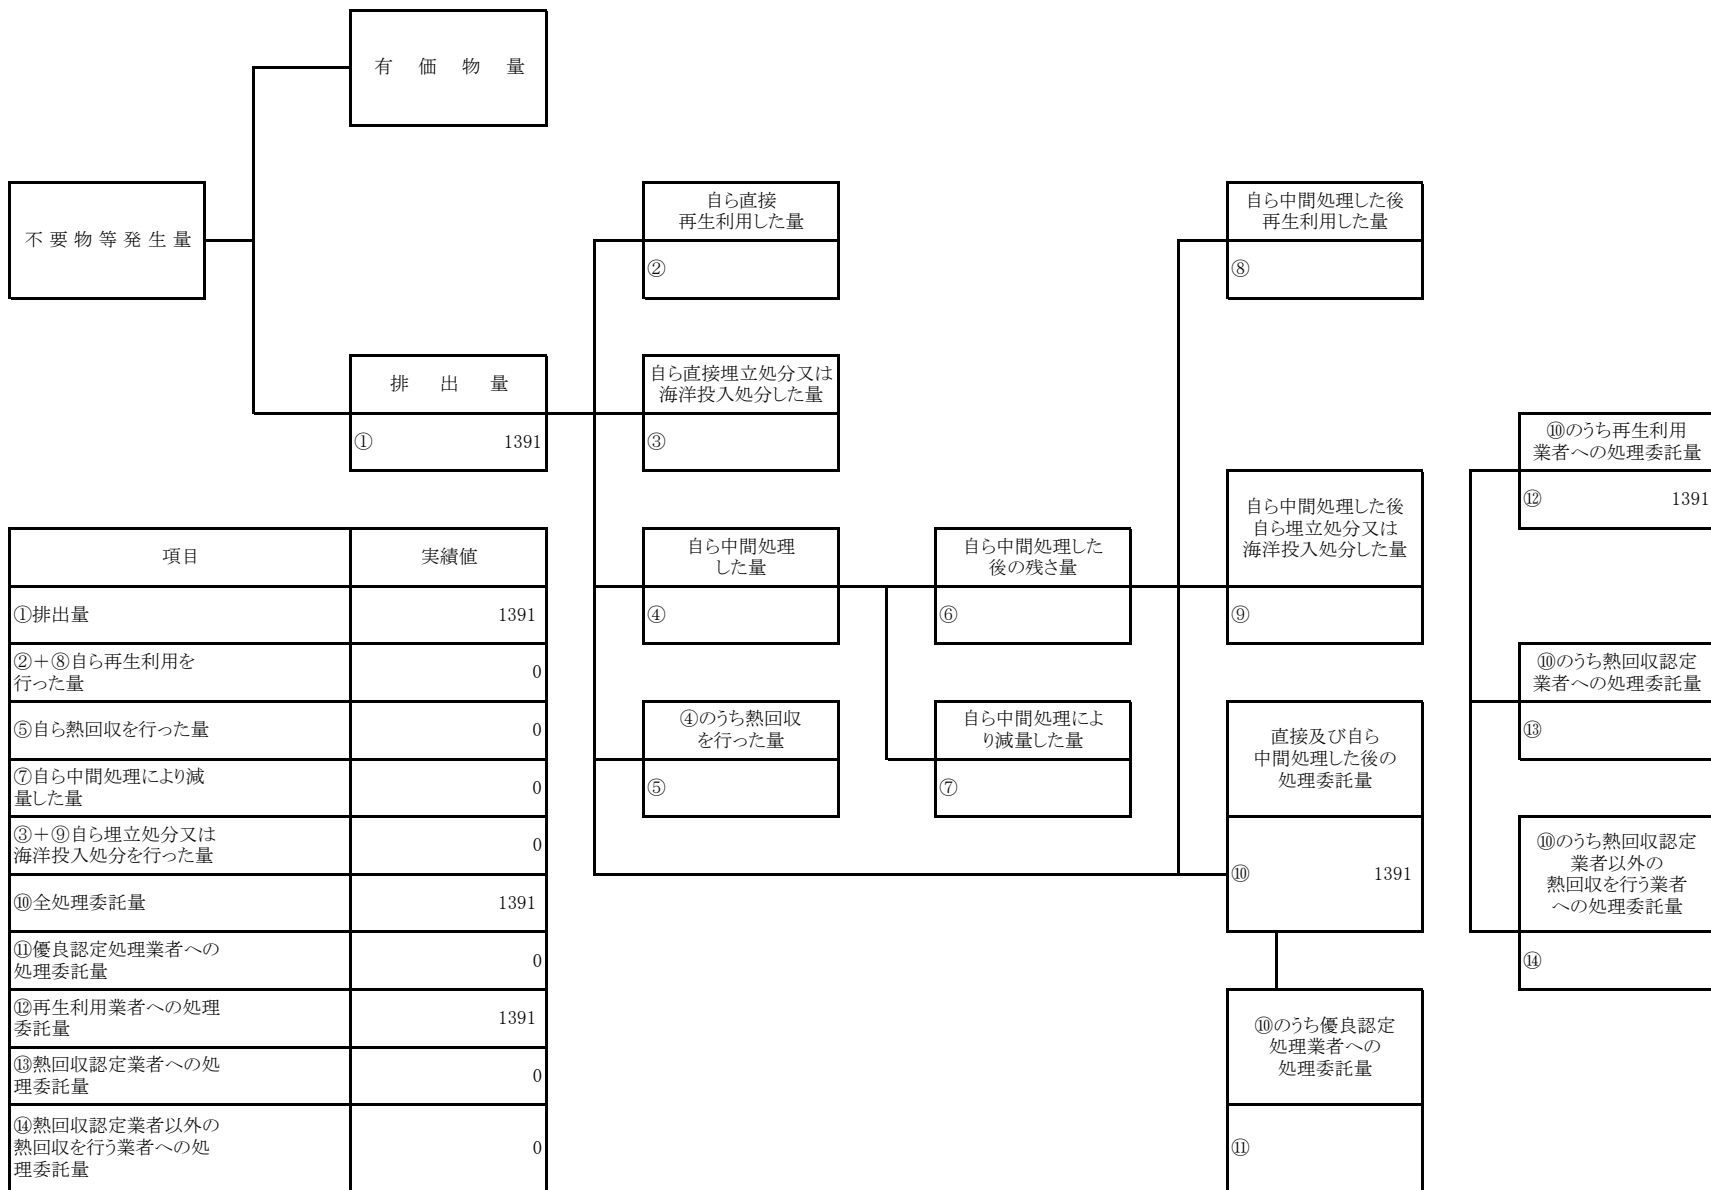 有価物量
不要物等発生量
自ら直接
再生利用した量
②
自ら中間処理した後
再生利用した量
⑧
排出量
① 1391
自ら直接埋立処分又は
海洋投入処分した量
③
⑩のうち再生利用
業者への処理委託量
⑫ 1391
自ら中間処理した後
自ら埋立処分又は
海洋投入処分した量
⑨
自ら中間処理
した量
④
自ら中間処理した
後の残さ量
⑥
⑩のうち熱回収認定
業者への処理委託量
⑬
④のうち熱回収
を行った量
⑤
自ら中間処理によ
り減量した量
⑦
直接及び自ら
中間処理した後の
処理委託量
⑩ 1391
⑩のうち熱回収認定
業者以外の
熱回収を行う業者
への処理委託量
⑭
⑩のうち優良認定
処理業者への
処理委託量
⑪
項目 実績値
①排出量 1391
②＋⑧自ら再生利用を
行った量 0
⑤自ら熱回収を行った量 0
⑦自ら中間処理により減
量した量 0
③＋⑨自ら埋立処分又は
海洋投入処分を行った量 0
⑩全処理委託量 1391
⑪優良認定処理業者への
処理委託量 0
⑫再生利用業者への処理
委託量 1391
⑬熱回収認定業者への処
理委託量 0
⑭熱回収認定業者以外の
熱回収を行う業者への処
理委託量 0